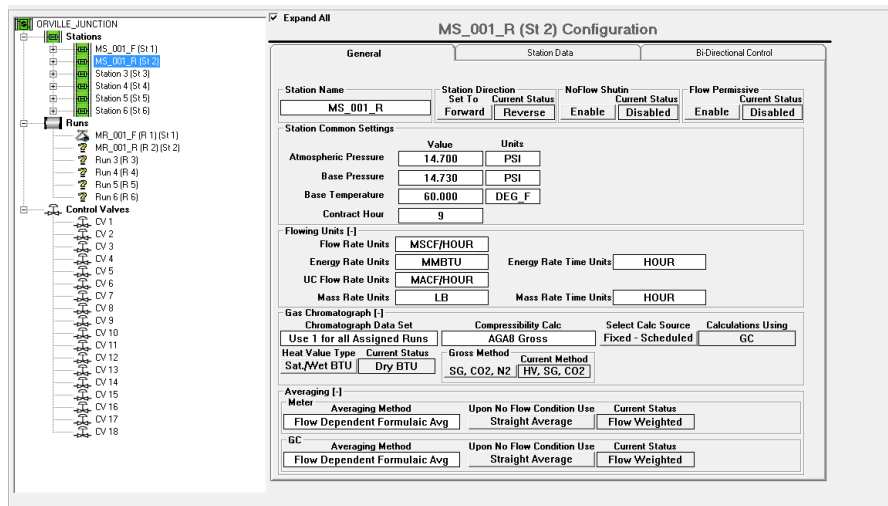 ORVILLE_JUNCTION
Stations
MS_001_F (St 1)
MS_001_R (St 2)
Station 3 (St 3)
Station 4 (St 4)
Station 5 (St 5)
Station 6 (St 6)
Runs
MR_001_F (R 1) (St 1)
MR_001_R (R 2) (St 2)
Run 3 (R 3)
Run 4 (R 4)
Run 5 (R 5)
Run 6 (R 6)
Control Valves
CV 1
CV 2
CV 3
CV 4
CV 5
CV 6
CV 7
CV 8
CV 9
CV 10
CV 11
CV 12
CV 13
CV 14
CV 15
CV 16
CV 17
CV 18
Expand All
MS_001_R (St 2) Configuration
General Station Data Bi-Directional Control
Station Name Station Direction NoFlow Shutin Flow Permissive
Set To Current Status Current Status Current Status
MS_001_R Forward Reverse Enable Disabled Enable Disabled
Station Common Settings
Value Units
Atmospheric Pressure 14.700 PSI
Base Pressure 14.730 PSI
Base Temperature 60.000 DEG_F
Contract Hour 9
Flowing Units [-]
Flow Rate Units MSCF/HOUR
Energy Rate Units MMBTU Energy Rate Time Units HOUR
UC Flow Rate Units MACF/HOUR
Mass Rate Units LB Mass Rate Time Units HOUR
Gas Chromatograph [-]
Chromatograph Data Set Compressibility Calc Select Calc Source Calculations Using
Use 1 for all Assigned Runs AGA8 Gross Fixed - Scheduled GC
Heat Value Type Current Status Gross Method Current Method
Sat./Wet BTU Dry BTU SG, CO2, N2 HV, SG, CO2
Averaging [-]
Meter
Averaging Method Upon No Flow Condition Use Current Status
Flow Dependent Formulaic Avg Straight Average Flow Weighted
GC
Averaging Method Upon No Flow Condition Use Current Status
Flow Dependent Formulaic Avg Straight Average Flow Weighted